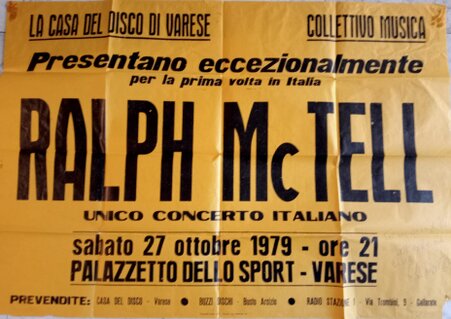 LA CASA DEL DISCO DI VARESE COLLETTIVO MUSICA
Presentano eccezionalmente
per la prima volta in Italia
RALPH McTELL
UNICO CONCERTO ITALIANO
sabato 27 ottobre 1979 - ore 21
PALAZZETTO DELLO SPORT - VARESE
PREVENDITE: CASA DEL DISCO - Varese • BUZZI DISCHI - Busto Arsizio • RADIO STAZIONE 1 - Via Trombini, 5 - Gallarate